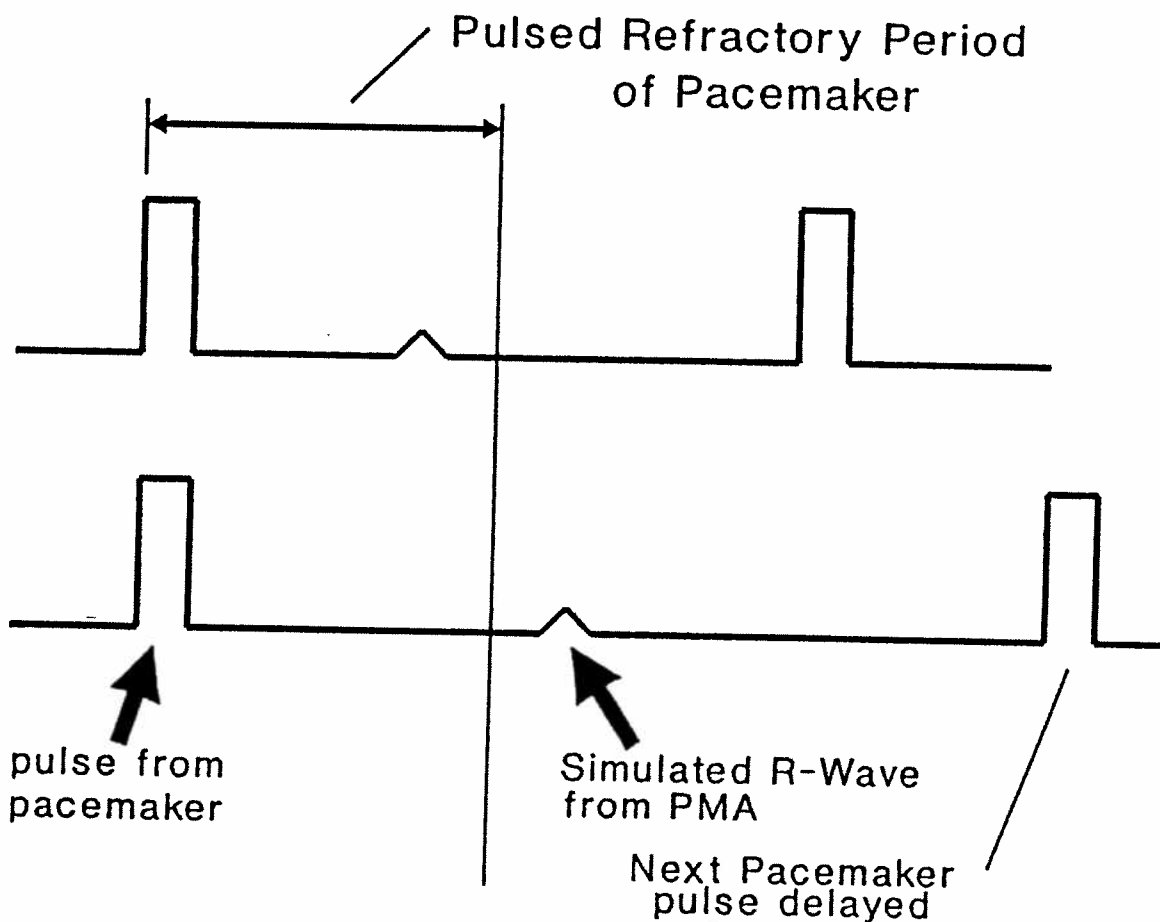 Pulsed Refractory Period
of Pacemaker
pulse from
pacemaker
Simulated R-Wave
from PMA
Next Pacemaker
pulse delayed